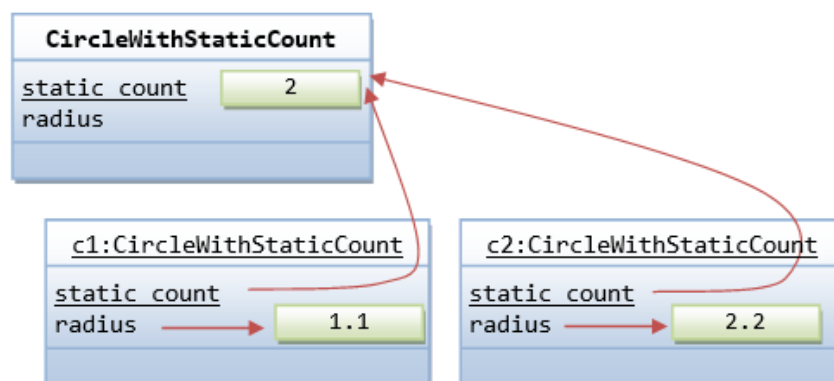 CircleWithStaticCount
static count 2
radius
c1:CircleWithStaticCount
static count
radius 1.1
c2:CircleWithStaticCount
static count
radius 2.2